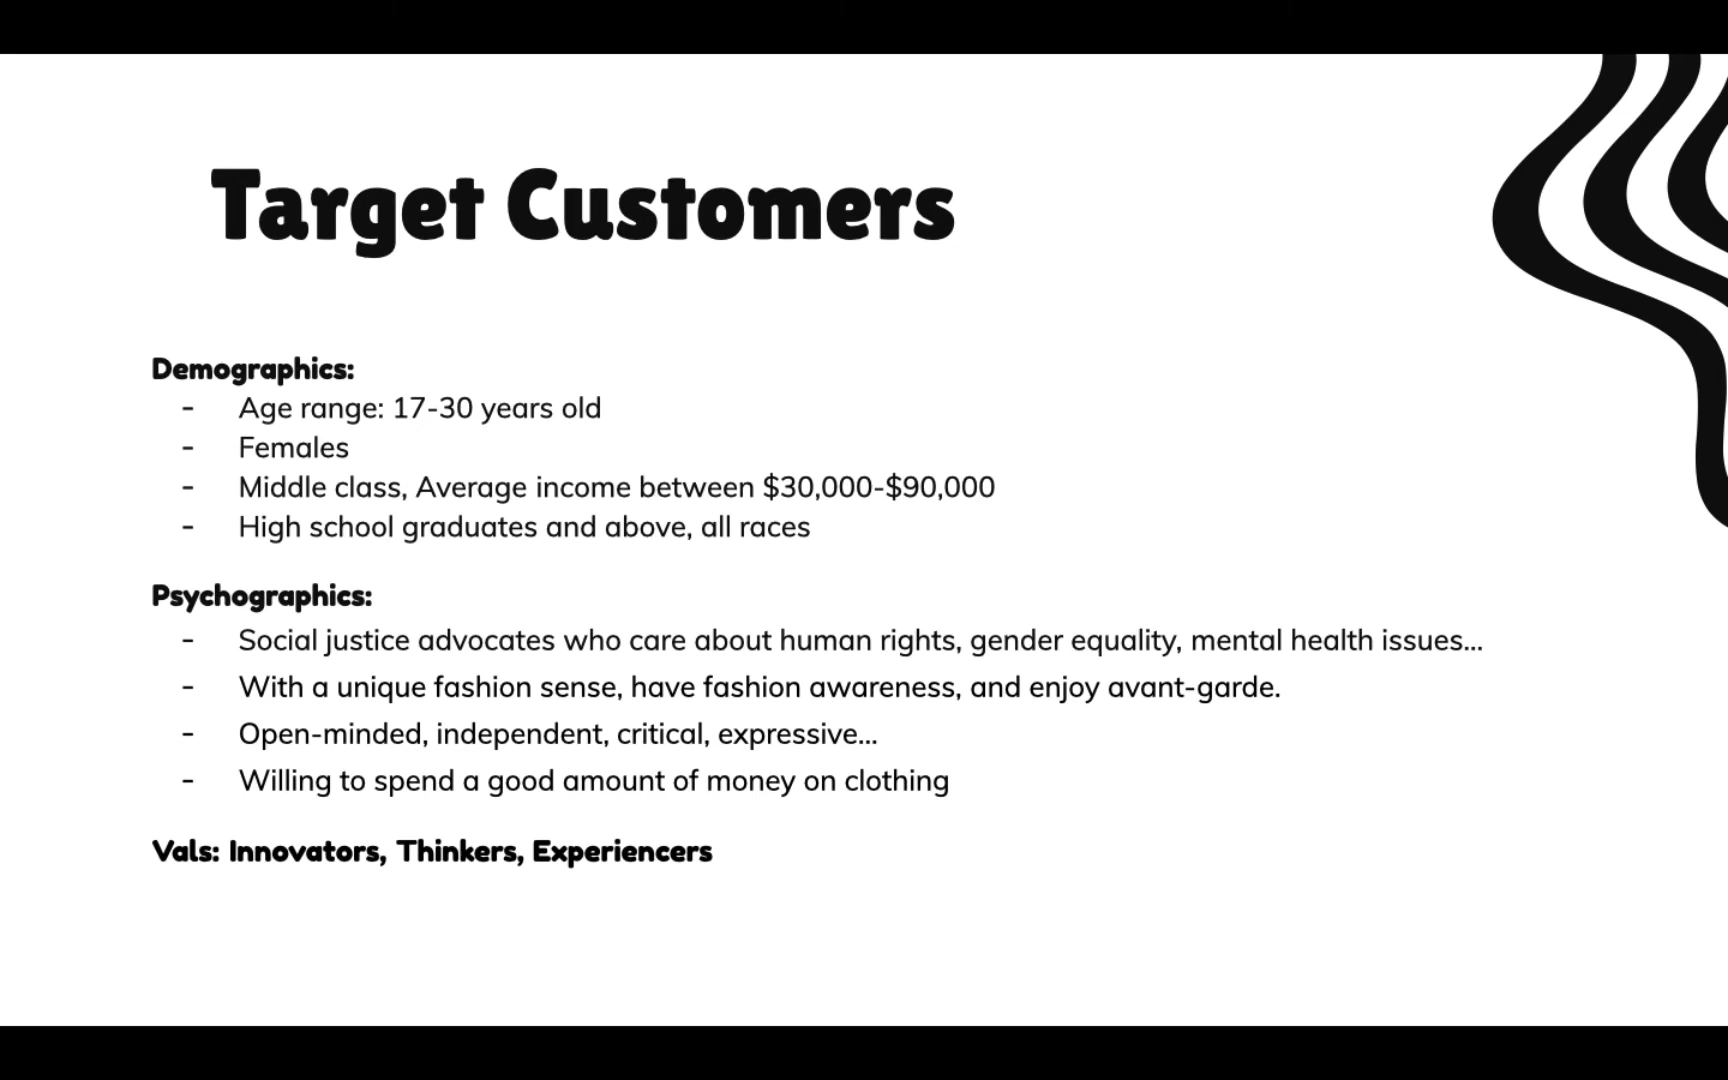 Target Customers
Demographics:
- Age range: 17-30 years old
- Females
- Middle class, Average income between $30,000-$90,000
- High school graduates and above, all races
Psychographics:
- Social justice advocates who care about human rights, gender equality, mental health issues...
- With a unique fashion sense, have fashion awareness, and enjoy avant-garde.
- Open-minded, independent, critical, expressive...
- Willing to spend a good amount of money on clothing
Vals: Innovators, Thinkers, Experiencers